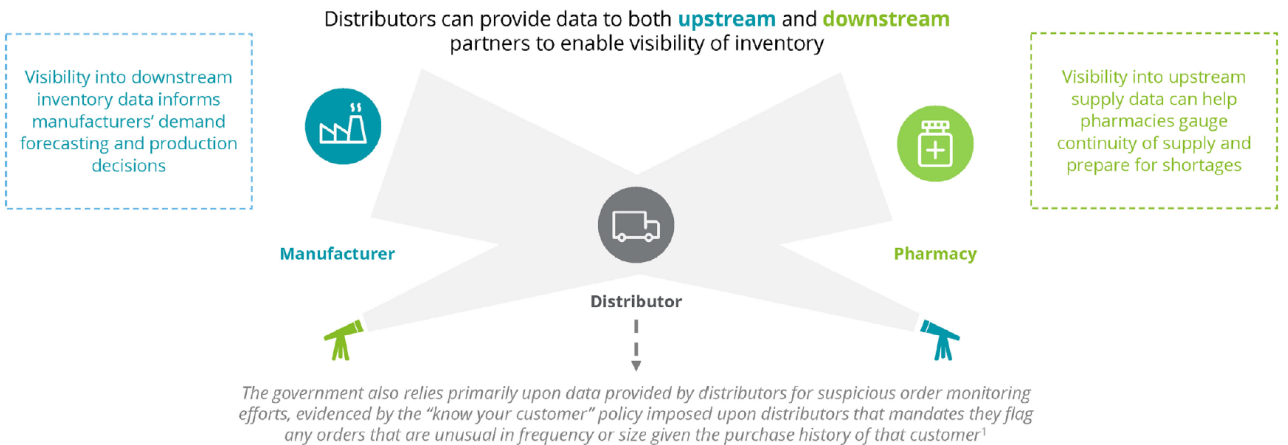 Distributors can provide data to both upstream and downstream
partners to enable visibility of inventory
Visibility into downstream
inventory data informs
manufacturers’ demand
forecasting and production
decisions
Visibility into upstream
supply data can help
pharmacies gauge
continuity of supply and
prepare for shortages
Manufacturer
Pharmacy
Distributor
The government also relies primarily upon data provided by distributors for suspicious order monitoring
efforts, evidenced by the “know your customer” policy imposed upon distributors that mandates they flag
any orders that are unusual in frequency or size given the purchase history of that customer¹